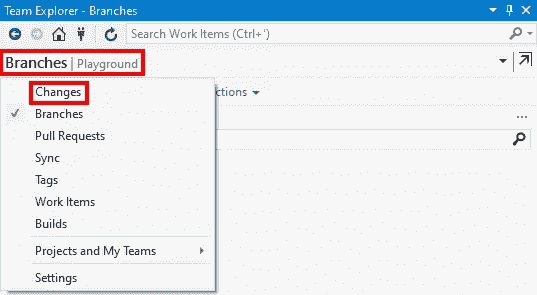 Team Explorer - Branches
Search Work Items (Ctrl+')
Branches | Playground
Changes
ctions
Branches
...
Pull Requests
Sync
Tags
Work Items
Builds
Projects and My Teams
Settings